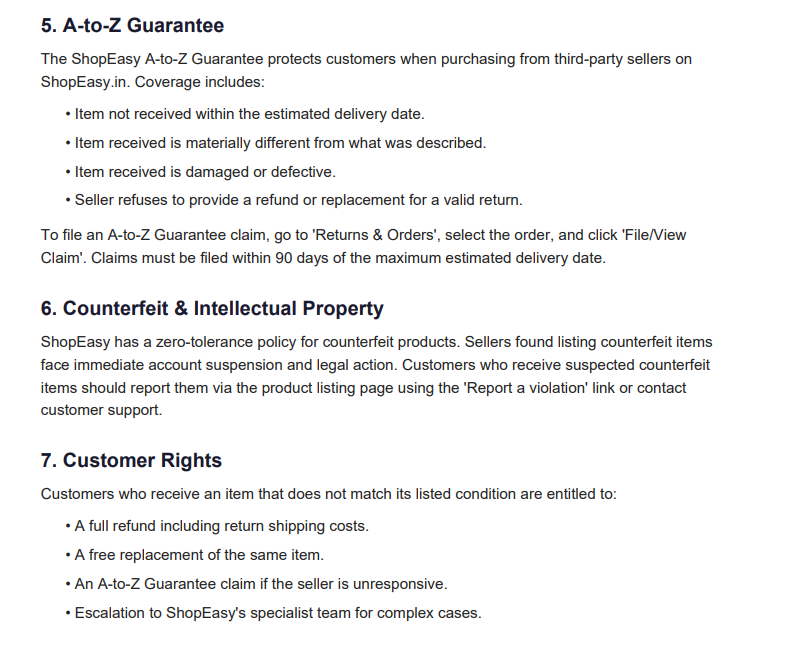 5. A-to-Z Guarantee
The ShopEasy A-to-Z Guarantee protects customers when purchasing from third-party sellers on
ShopEasy.in. Coverage includes:
• Item not received within the estimated delivery date.
• Item received is materially different from what was described.
• Item received is damaged or defective.
• Seller refuses to provide a refund or replacement for a valid return.
To file an A-to-Z Guarantee claim, go to 'Returns & Orders', select the order, and click 'File/View
Claim'. Claims must be filed within 90 days of the maximum estimated delivery date.
6. Counterfeit & Intellectual Property
ShopEasy has a zero-tolerance policy for counterfeit products. Sellers found listing counterfeit items
face immediate account suspension and legal action. Customers who receive suspected counterfeit
items should report them via the product listing page using the 'Report a violation' link or contact
customer support.
7. Customer Rights
Customers who receive an item that does not match its listed condition are entitled to:
• A full refund including return shipping costs.
• A free replacement of the same item.
• An A-to-Z Guarantee claim if the seller is unresponsive.
• Escalation to ShopEasy's specialist team for complex cases.